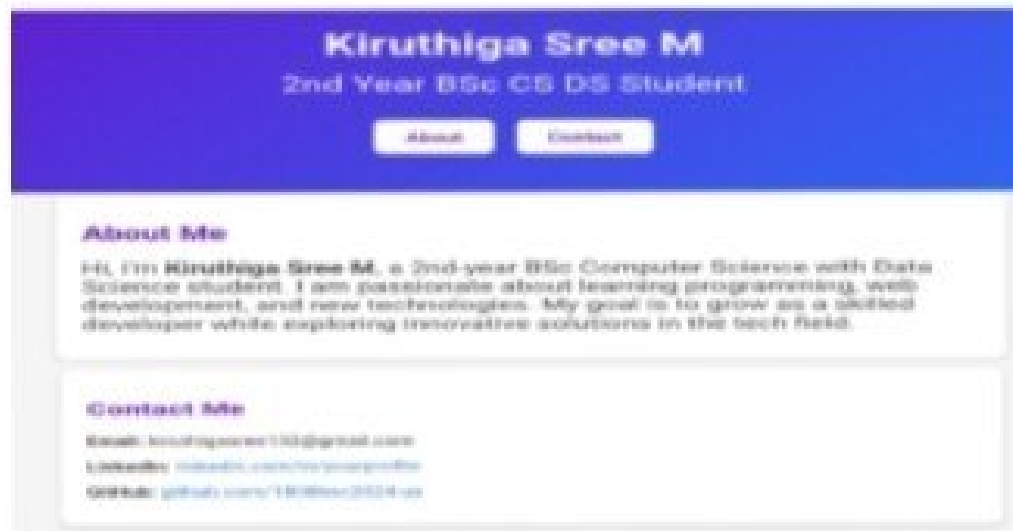 Kiruthiga Sree M
2nd Year BSc CS DS Student
About Contact
About Me
Hi, I'm Kiruthiga Sree M, a 2nd-year BSc Computer Science with Data
Science student. I am passionate about learning programming, web
development, and new technologies. My goal is to grow as a skilled
developer while exploring innovative solutions in the tech field.
Contact Me
Email:
LinkedIn: linkedin.com/in/yourprofile
GitHub: